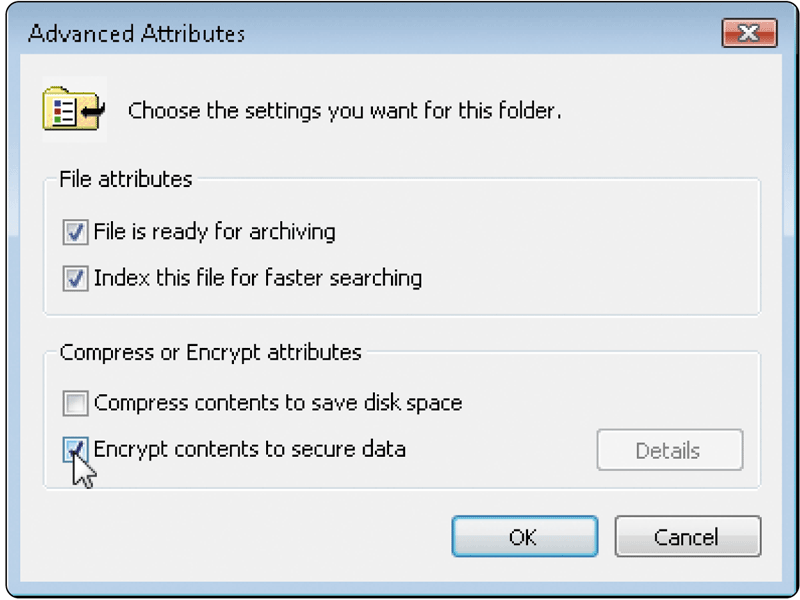 Advanced Attributes
Choose the settings you want for this folder.
File attributes
File is ready for archiving
Index this file for faster searching
Compress or Encrypt attributes
Compress contents to save disk space
Encrypt contents to secure data
Details
OK
Cancel